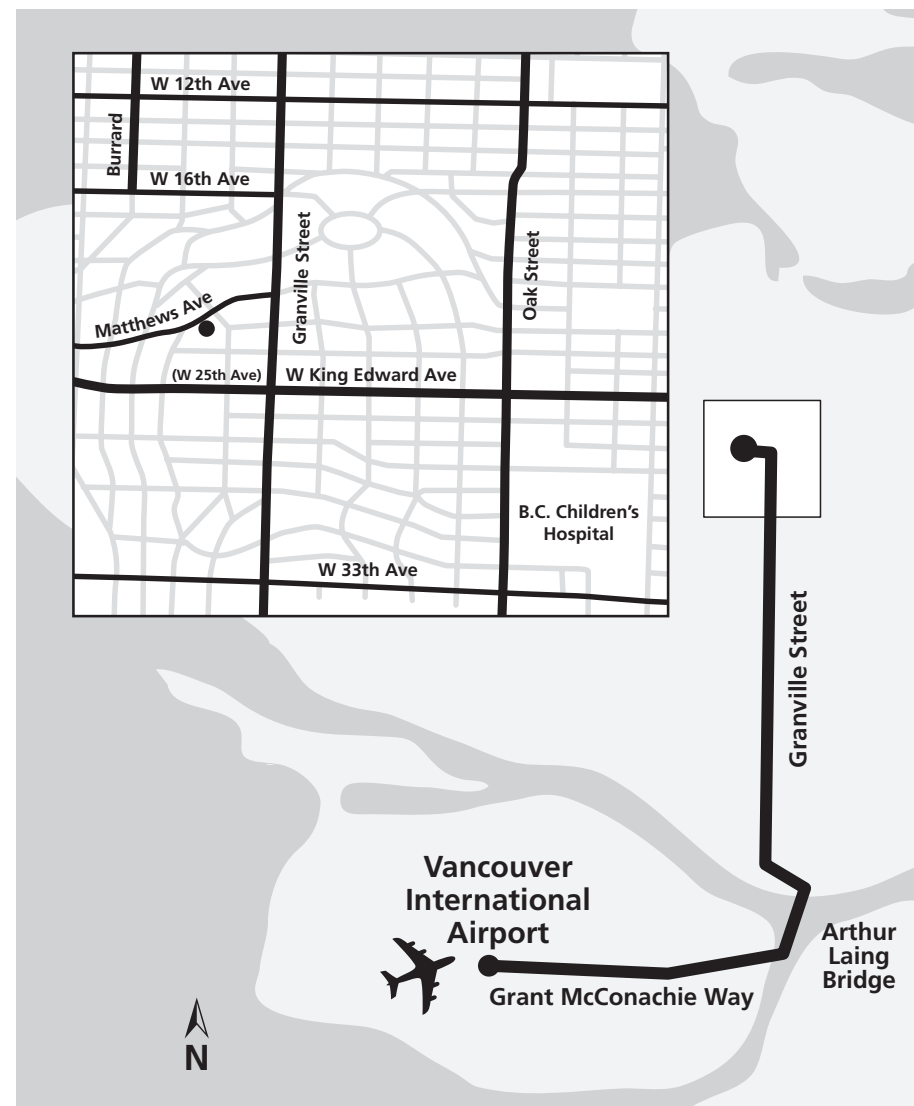 W 12th Ave
Burrard
W 16th Ave
Granville Street
Oak Street
Matthews Ave
(W 25th Ave)
W King Edward Ave
B.C. Children’s
Hospital
W 33th Ave
Granville Street
Vancouver
International
Airport
Arthur
Laing
Bridge
Grant McConachie Way
N